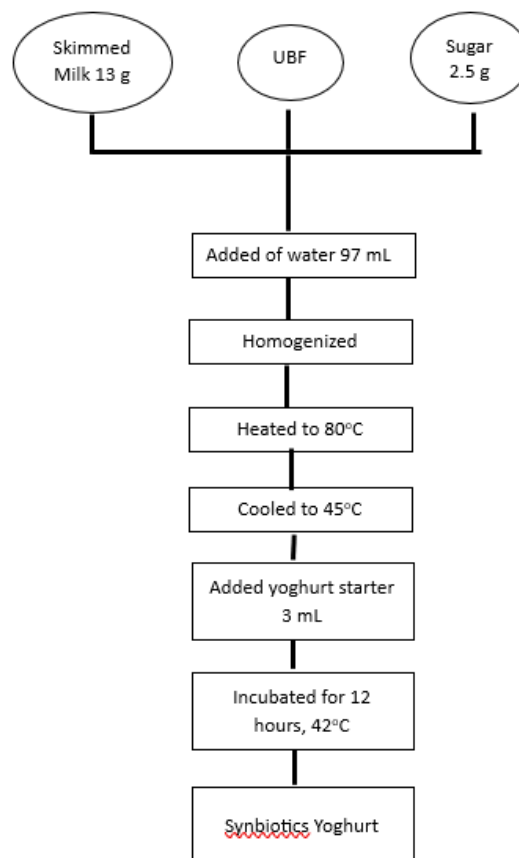 Skimmed
Milk 13 g
UBF
Sugar
2.5 g
Added of water 97 mL
Homogenized
Heated to 80°C
Cooled to 45°C
Added yoghurt starter
3 mL
Incubated for 12
hours, 42°C
Synbiotics Yoghurt